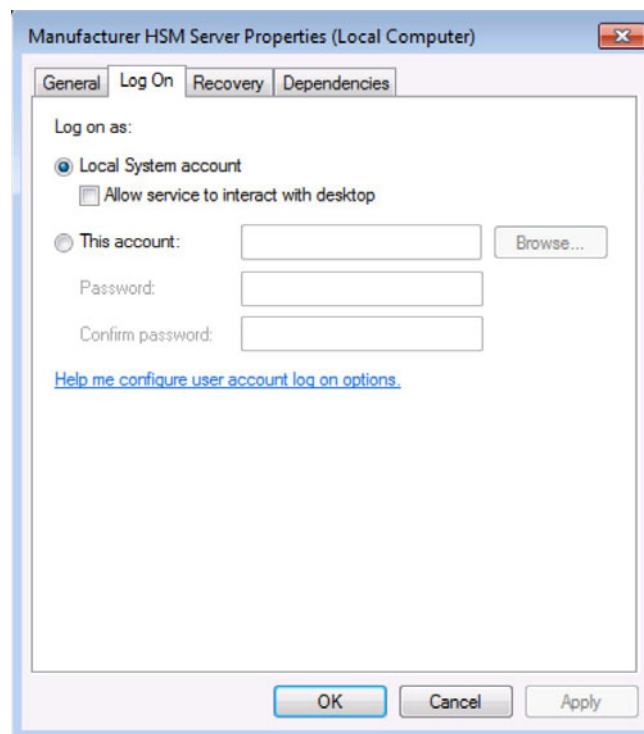 Manufacturer HSM Server Properties (Local Computer)
General Log On Recovery Dependencies
Log on as:
Local System account
Allow service to interact with desktop
This account:
Browse...
Password:
Confirm password:
Help me configure user account log on options.
OK Cancel Apply